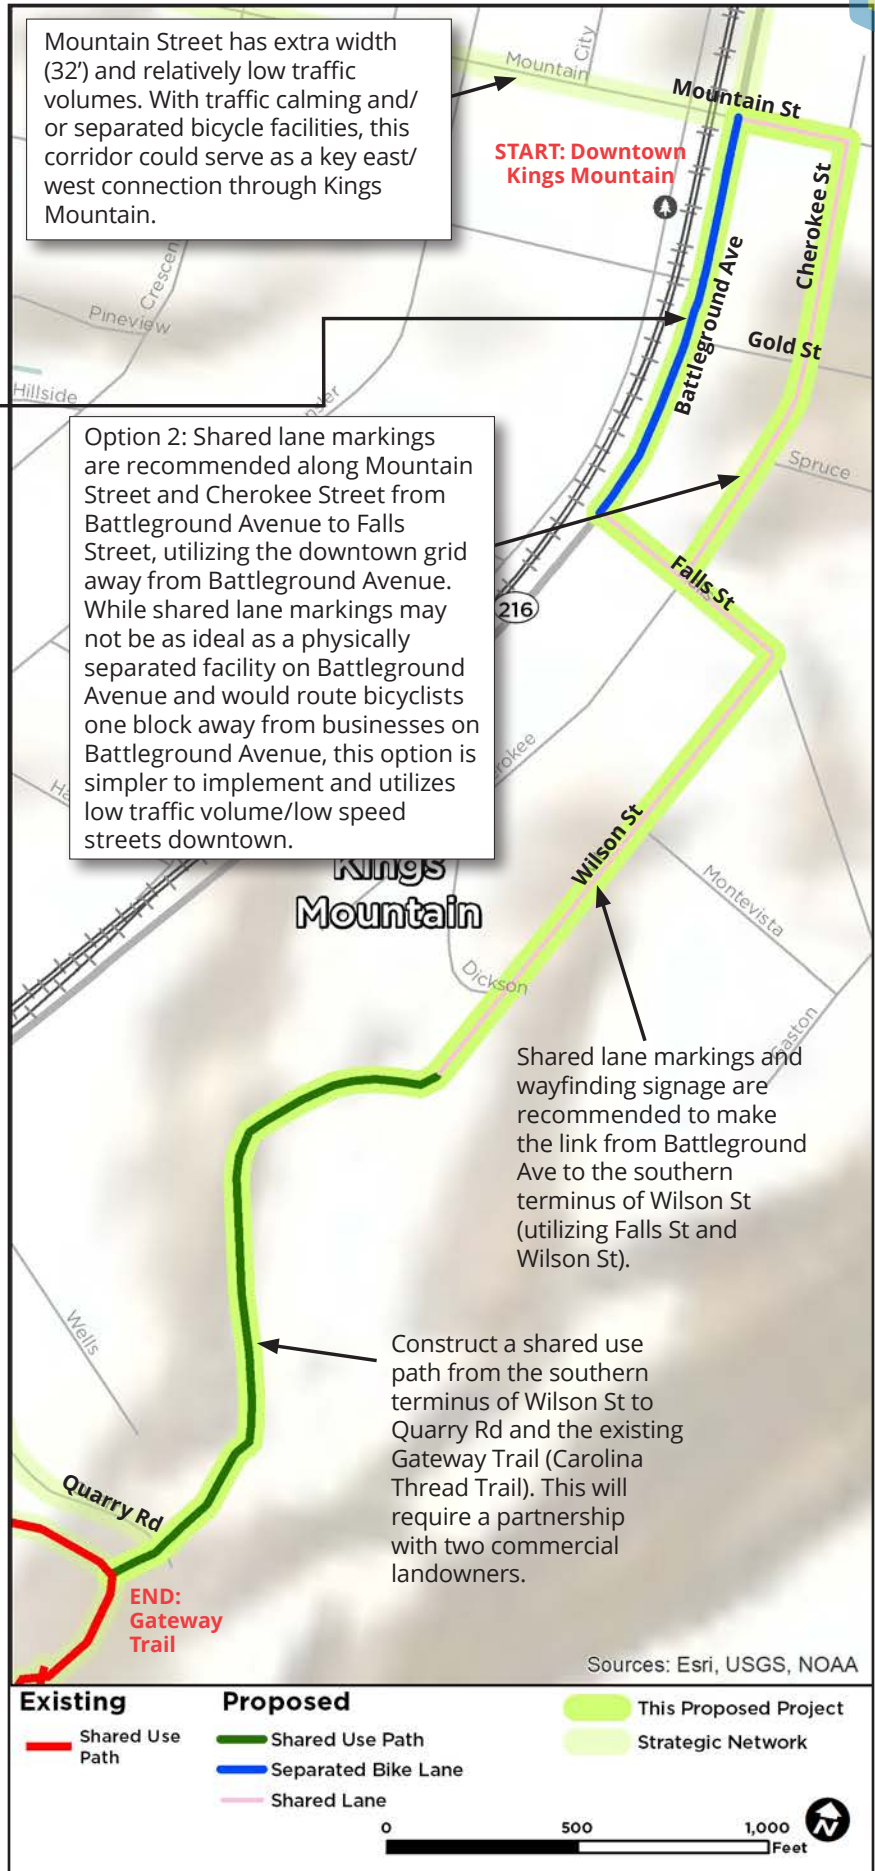 Mountain Street has extra width
(32’) and relatively low traffic
volumes. With traffic calming and/
or separated bicycle facilities, this
corridor could serve as a key east/
west connection through Kings
Mountain.
City
Mountain
Mountain St
START: Downtown
Kings Mountain
Cherokee St
Crescen
Pineview
Battleground Ave
Gold St
Hillside
nsler
Option 2: Shared lane markings
are recommended along Mountain
Street and Cherokee Street from
Battleground Avenue to Falls
Street, utilizing the downtown grid
away from Battleground Avenue.
While shared lane markings may
not be as ideal as a physically
separated facility on Battleground
Avenue and would route bicyclists
one block away from businesses on
Battleground Avenue, this option is
simpler to implement and utilizes
low traffic volume/low speed
streets downtown.
Spruce
Falls St
216
rokee
Ha
Wilson St
Kings
Mountain
Montevista
Dickson
Gaston
Shared lane markings and
wayfinding signage are
recommended to make
the link from Battleground
Ave to the southern
terminus of Wilson St
(utilizing Falls St and
Wilson St).
Wells
Construct a shared use
path from the southern
terminus of Wilson St to
Quarry Rd and the existing
Gateway Trail (Carolina
Thread Trail). This will
require a partnership
with two commercial
landowners.
Quarry Rd
END:
Gateway
Trail
Sources: Esri, USGS, NOAA
Existing
Shared Use
Path
Proposed
Shared Use Path
Separated Bike Lane
Shared Lane
This Proposed Project
Strategic Network
0 500 1,000
Feet
N